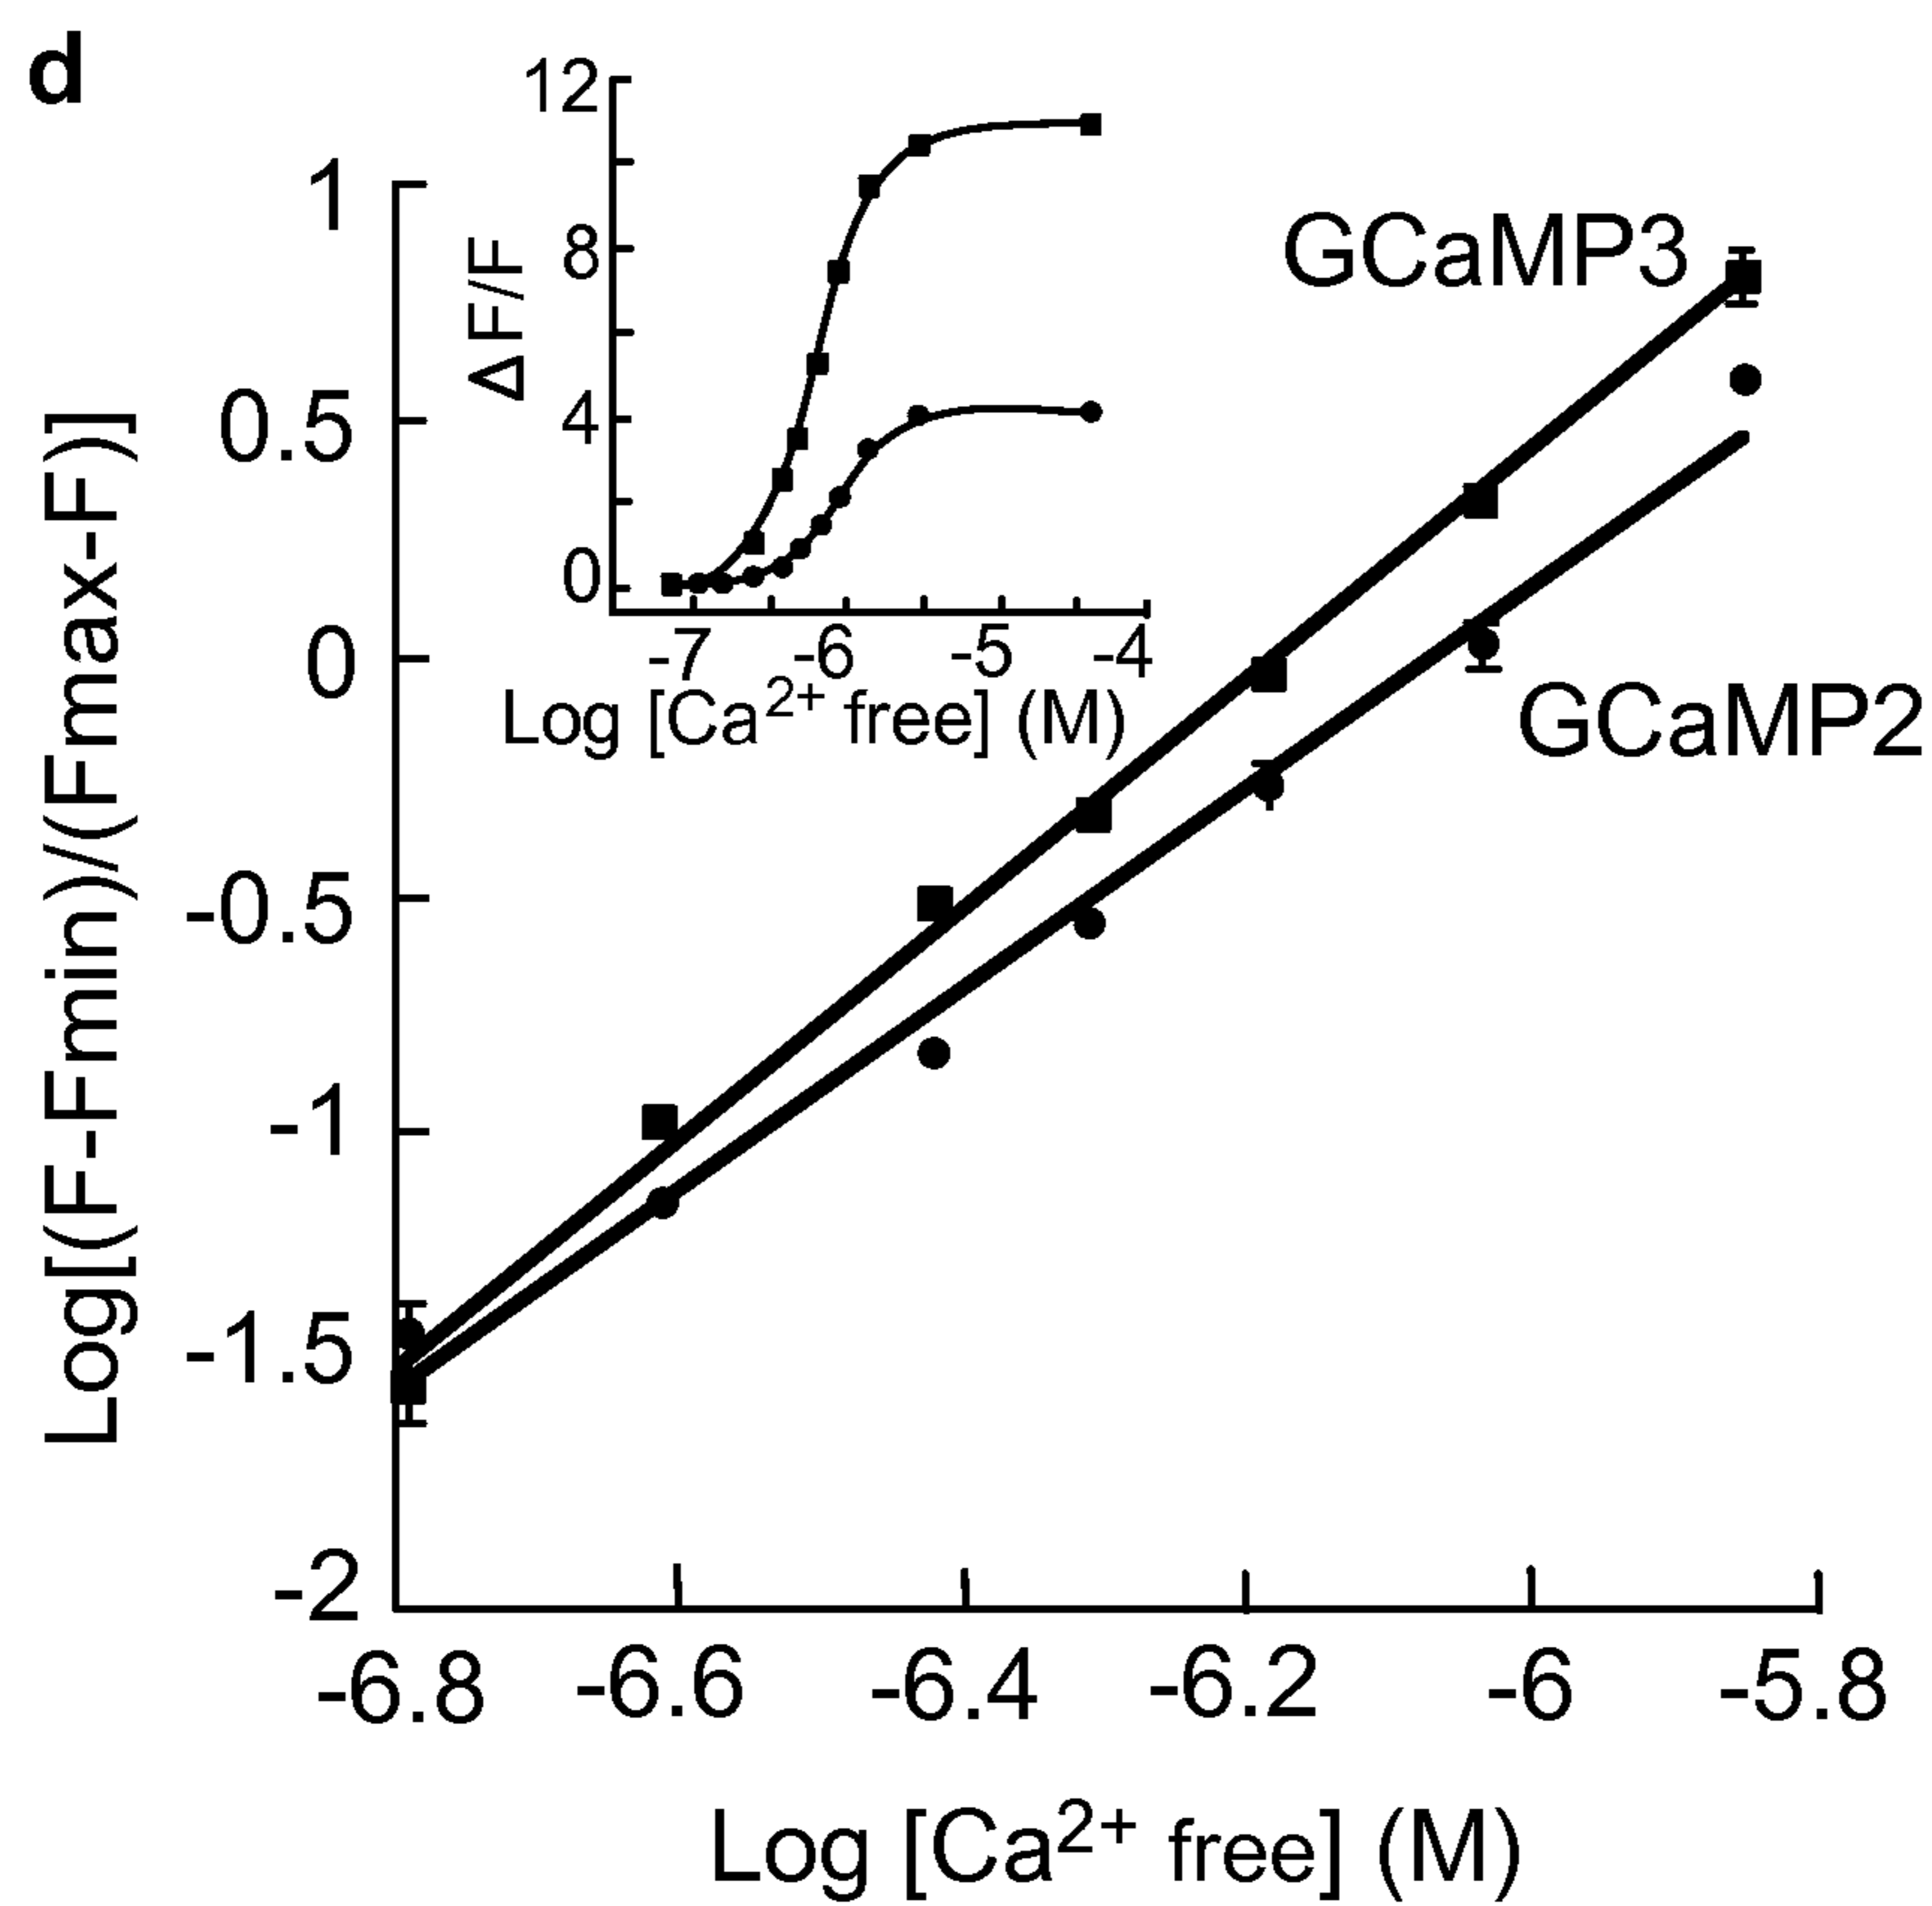 d
12
8
4
0
ΔF/F
-7 -6 -5 -4
Log [Ca2+ free] (M)
GCaMP3
GCaMP2
1
0.5
0
-0.5
-1
-1.5
-2
Log[(F-Fmin)/(Fmax-F)]
-6.8 -6.6 -6.4 -6.2 -6 -5.8
Log [Ca2+ free] (M)